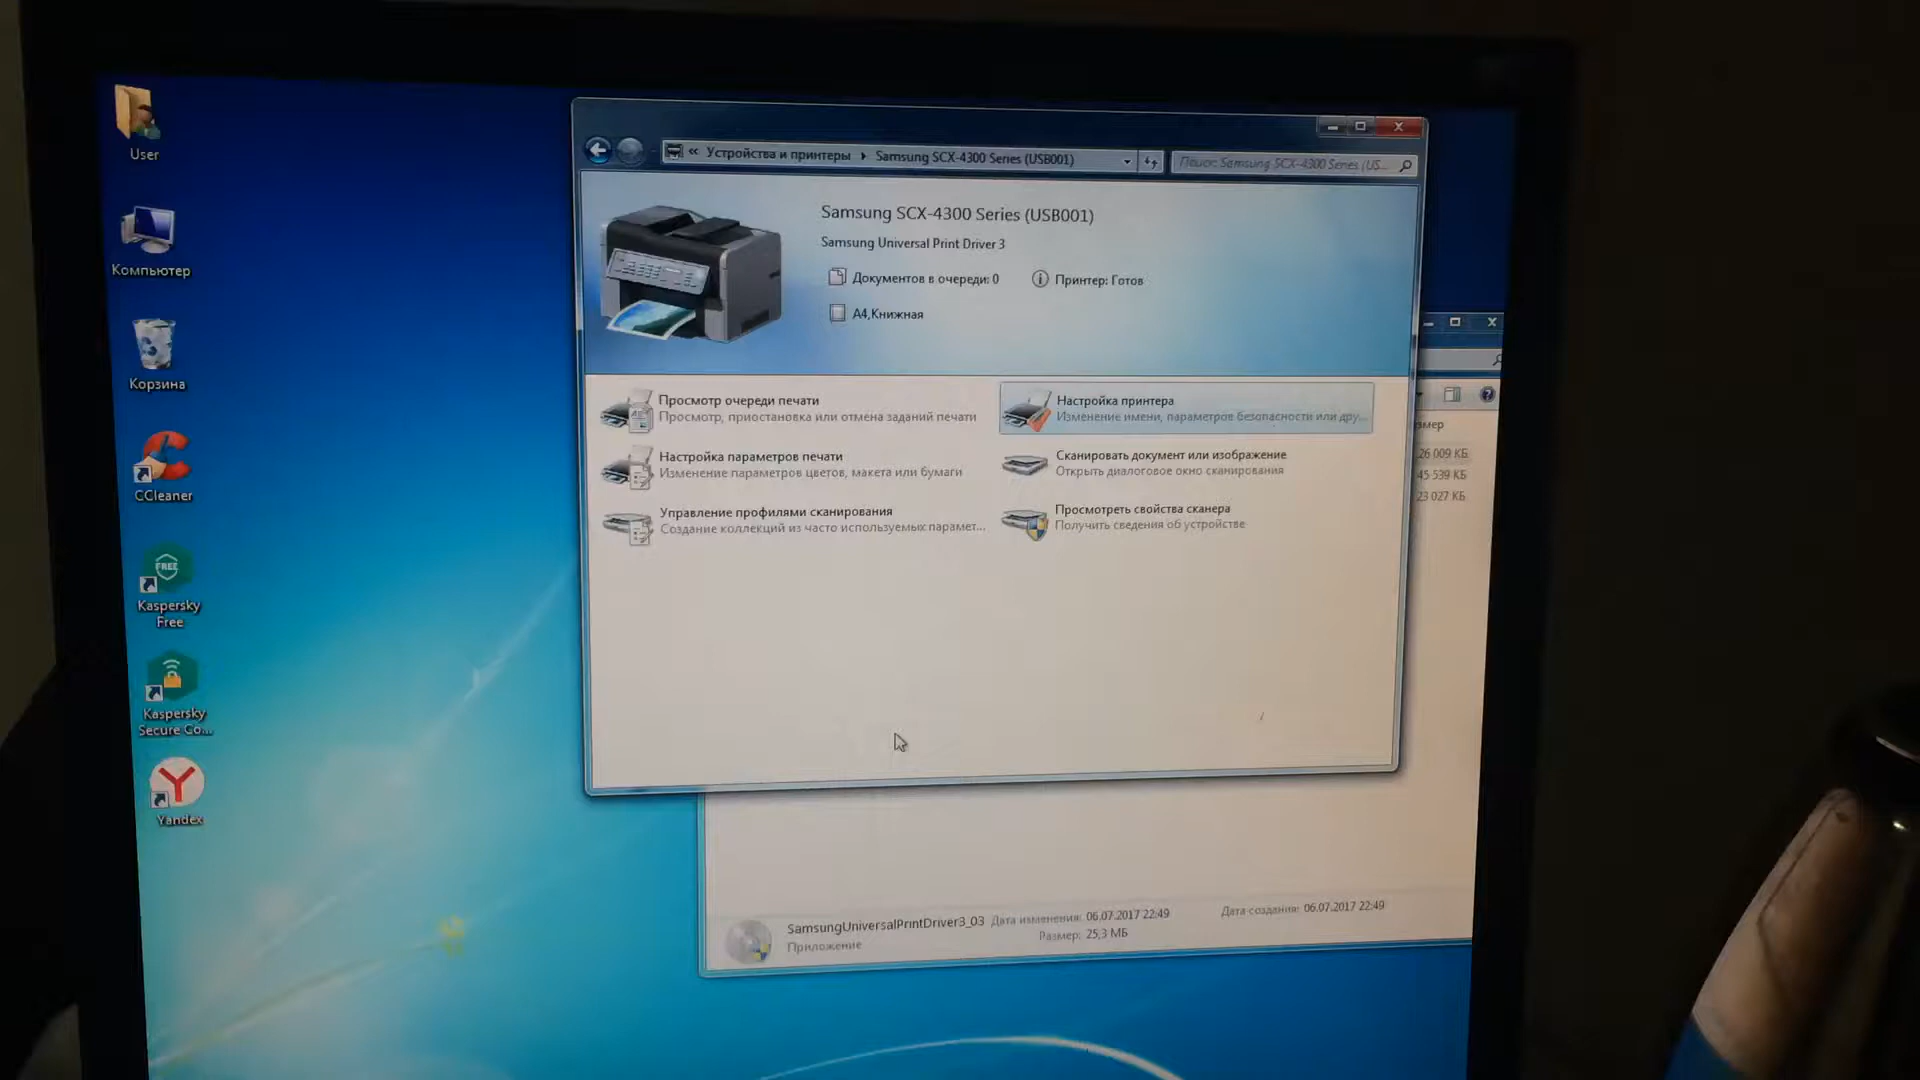 User
Компьютер
Корзина
CCleaner
FREE
Kaspersky
Free
Kaspersky
Secure Co...
Yandex
« Устройства и принтеры Samsung SCX-4300 Series (USB001)
Поиск: Samsung SCX-4300 Series (US...
Samsung SCX-4300 Series (USB001)
Samsung Universal Print Driver 3
Документов в очереди: 0
Принтер: Готов
A4,Книжная
Просмотр очереди печати
Просмотр, приостановка или отмена заданий печати
Настройка принтера
Изменение имени, параметров безопасности или дру...
Настройка параметров печати
Изменение параметров цветов, макета или бумаги
Сканировать документ или изображение
Открыть диалоговое окно сканирования
Управление профилями сканирования
Создание коллекций из часто используемых парамет...
Просмотреть свойства сканера
Получить сведения об устройстве
змер
26 009 КБ
45 539 КБ
23 027 КБ
SamsungUniversalPrintDriver3_03 Дата изменения: 06.07.2017 22:49 Дата создания: 06.07.2017 22:49
Приложение Размер: 25,3 МБ